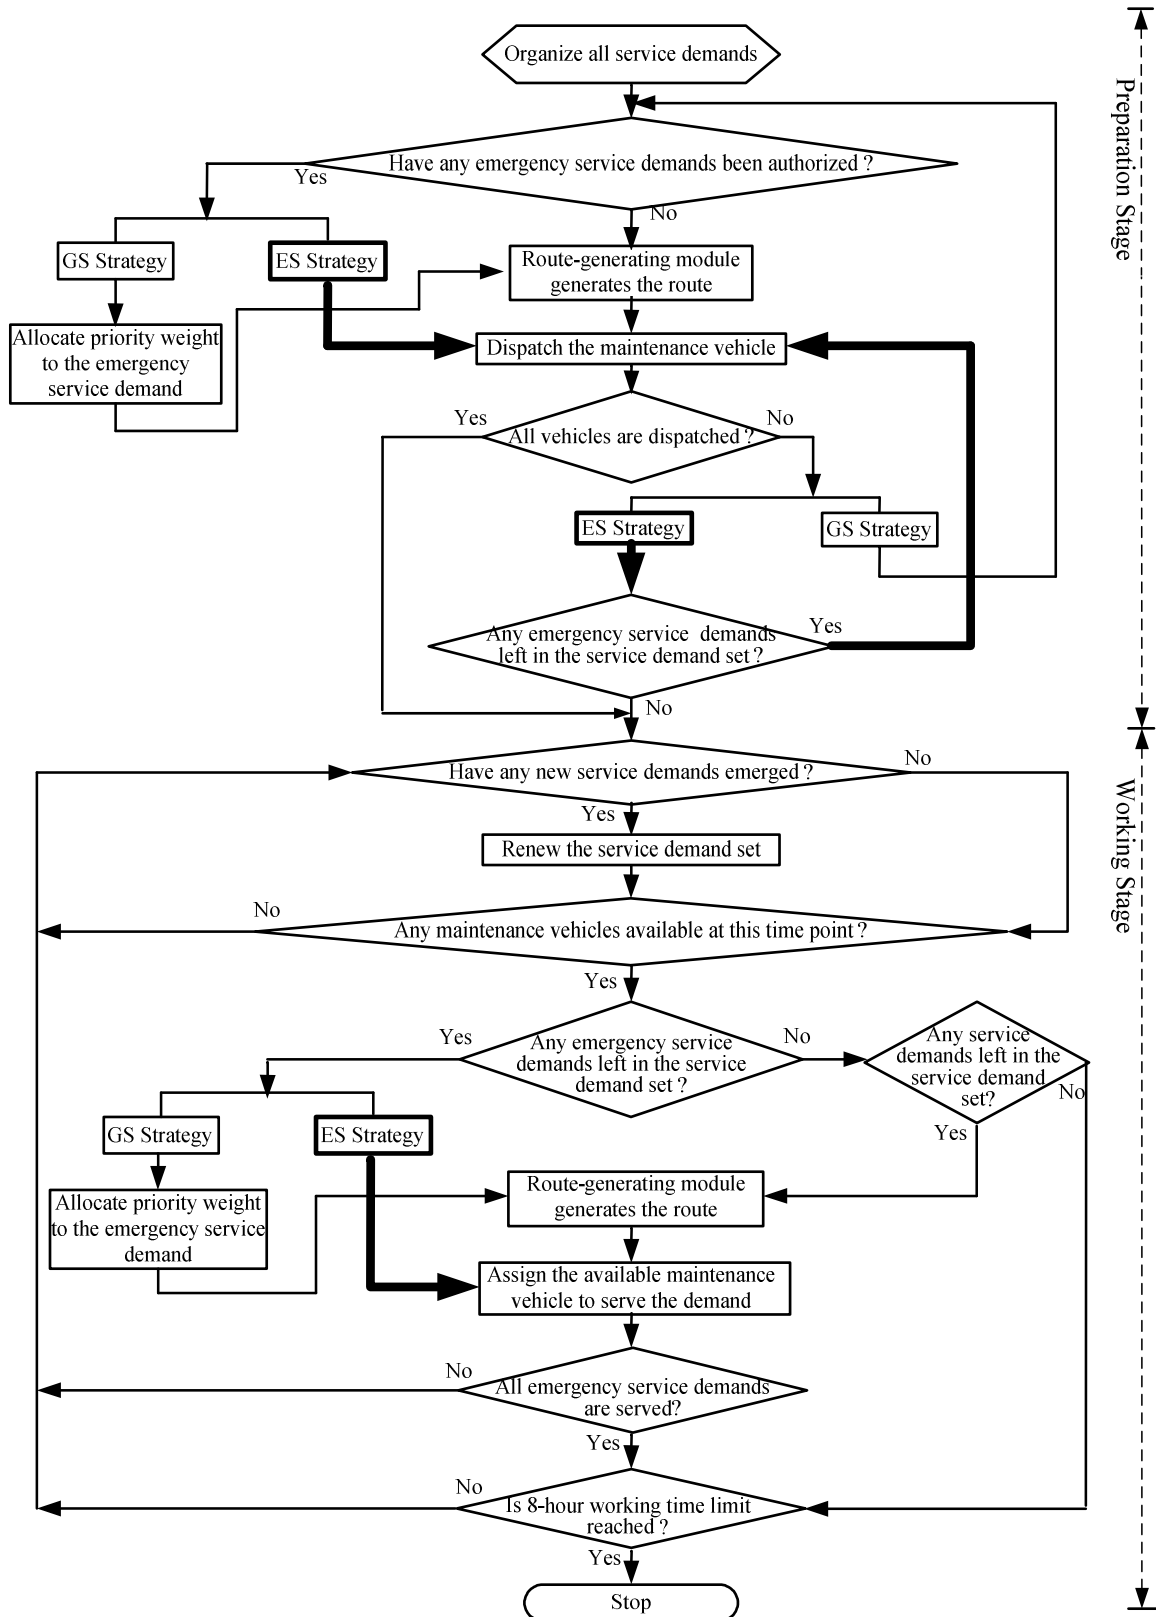 Organize all service demands
Preparation Stage
Have any emergency service demands been authorized ?
Yes
No
GS Strategy
ES Strategy
Route-generating module
generates the route
Allocate priority weight
to the emergency
service demand
Dispatch the maintenance vehicle
Yes
No
All vehicles are dispatched ?
ES Strategy
GS Strategy
Any emergency service demands
left in the service demand set ?
Yes
No
Have any new service demands emerged ?
No
Working Stage
Yes
Renew the service demand set
No
Any maintenance vehicles available at this time point ?
Yes
Yes
Any emergency service
demands left in the service
demand set ?
No
Any service
demands left in the
service demand
set?
No
Yes
GS Strategy
ES Strategy
Allocate priority weight
to the emergency service
demand
Route-generating module
generates the route
Assign the available maintenance
vehicle to serve the demand
No
All emergency service demands
are served?
Yes
No
Is 8-hour working time limit
reached ?
Yes
Stop